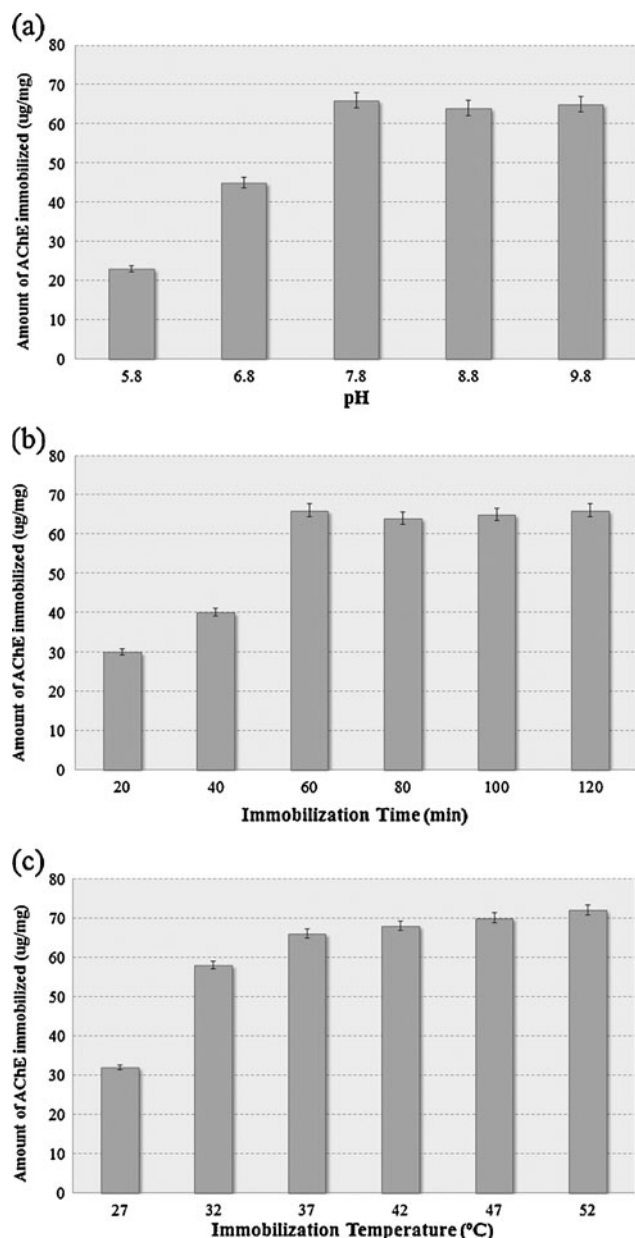 (a)
Amount of AChE immobilized (ug/mg)
80
70
60
50
40
30
20
10
0
5.8 6.8 7.8 8.8 9.8
pH
(b)
Amount of AChE immobilized (ug/mg)
80
70
60
50
40
30
20
10
0
20 40 60 80 100 120
Immobilization Time (min)
(c)
Amount of AChE immobilized (ug/mg)
80
70
60
50
40
30
20
10
0
27 32 37 42 47 52
Immobilization Temperature (°C)